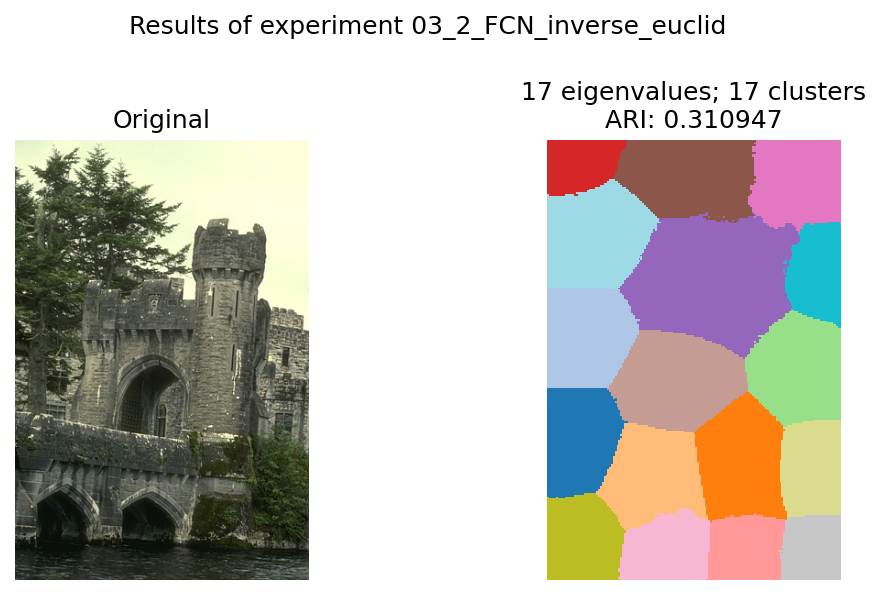 Results of experiment 03_2_FCN_inverse_euclid
Original
17 eigenvalues; 17 clusters
ARI: 0.310947